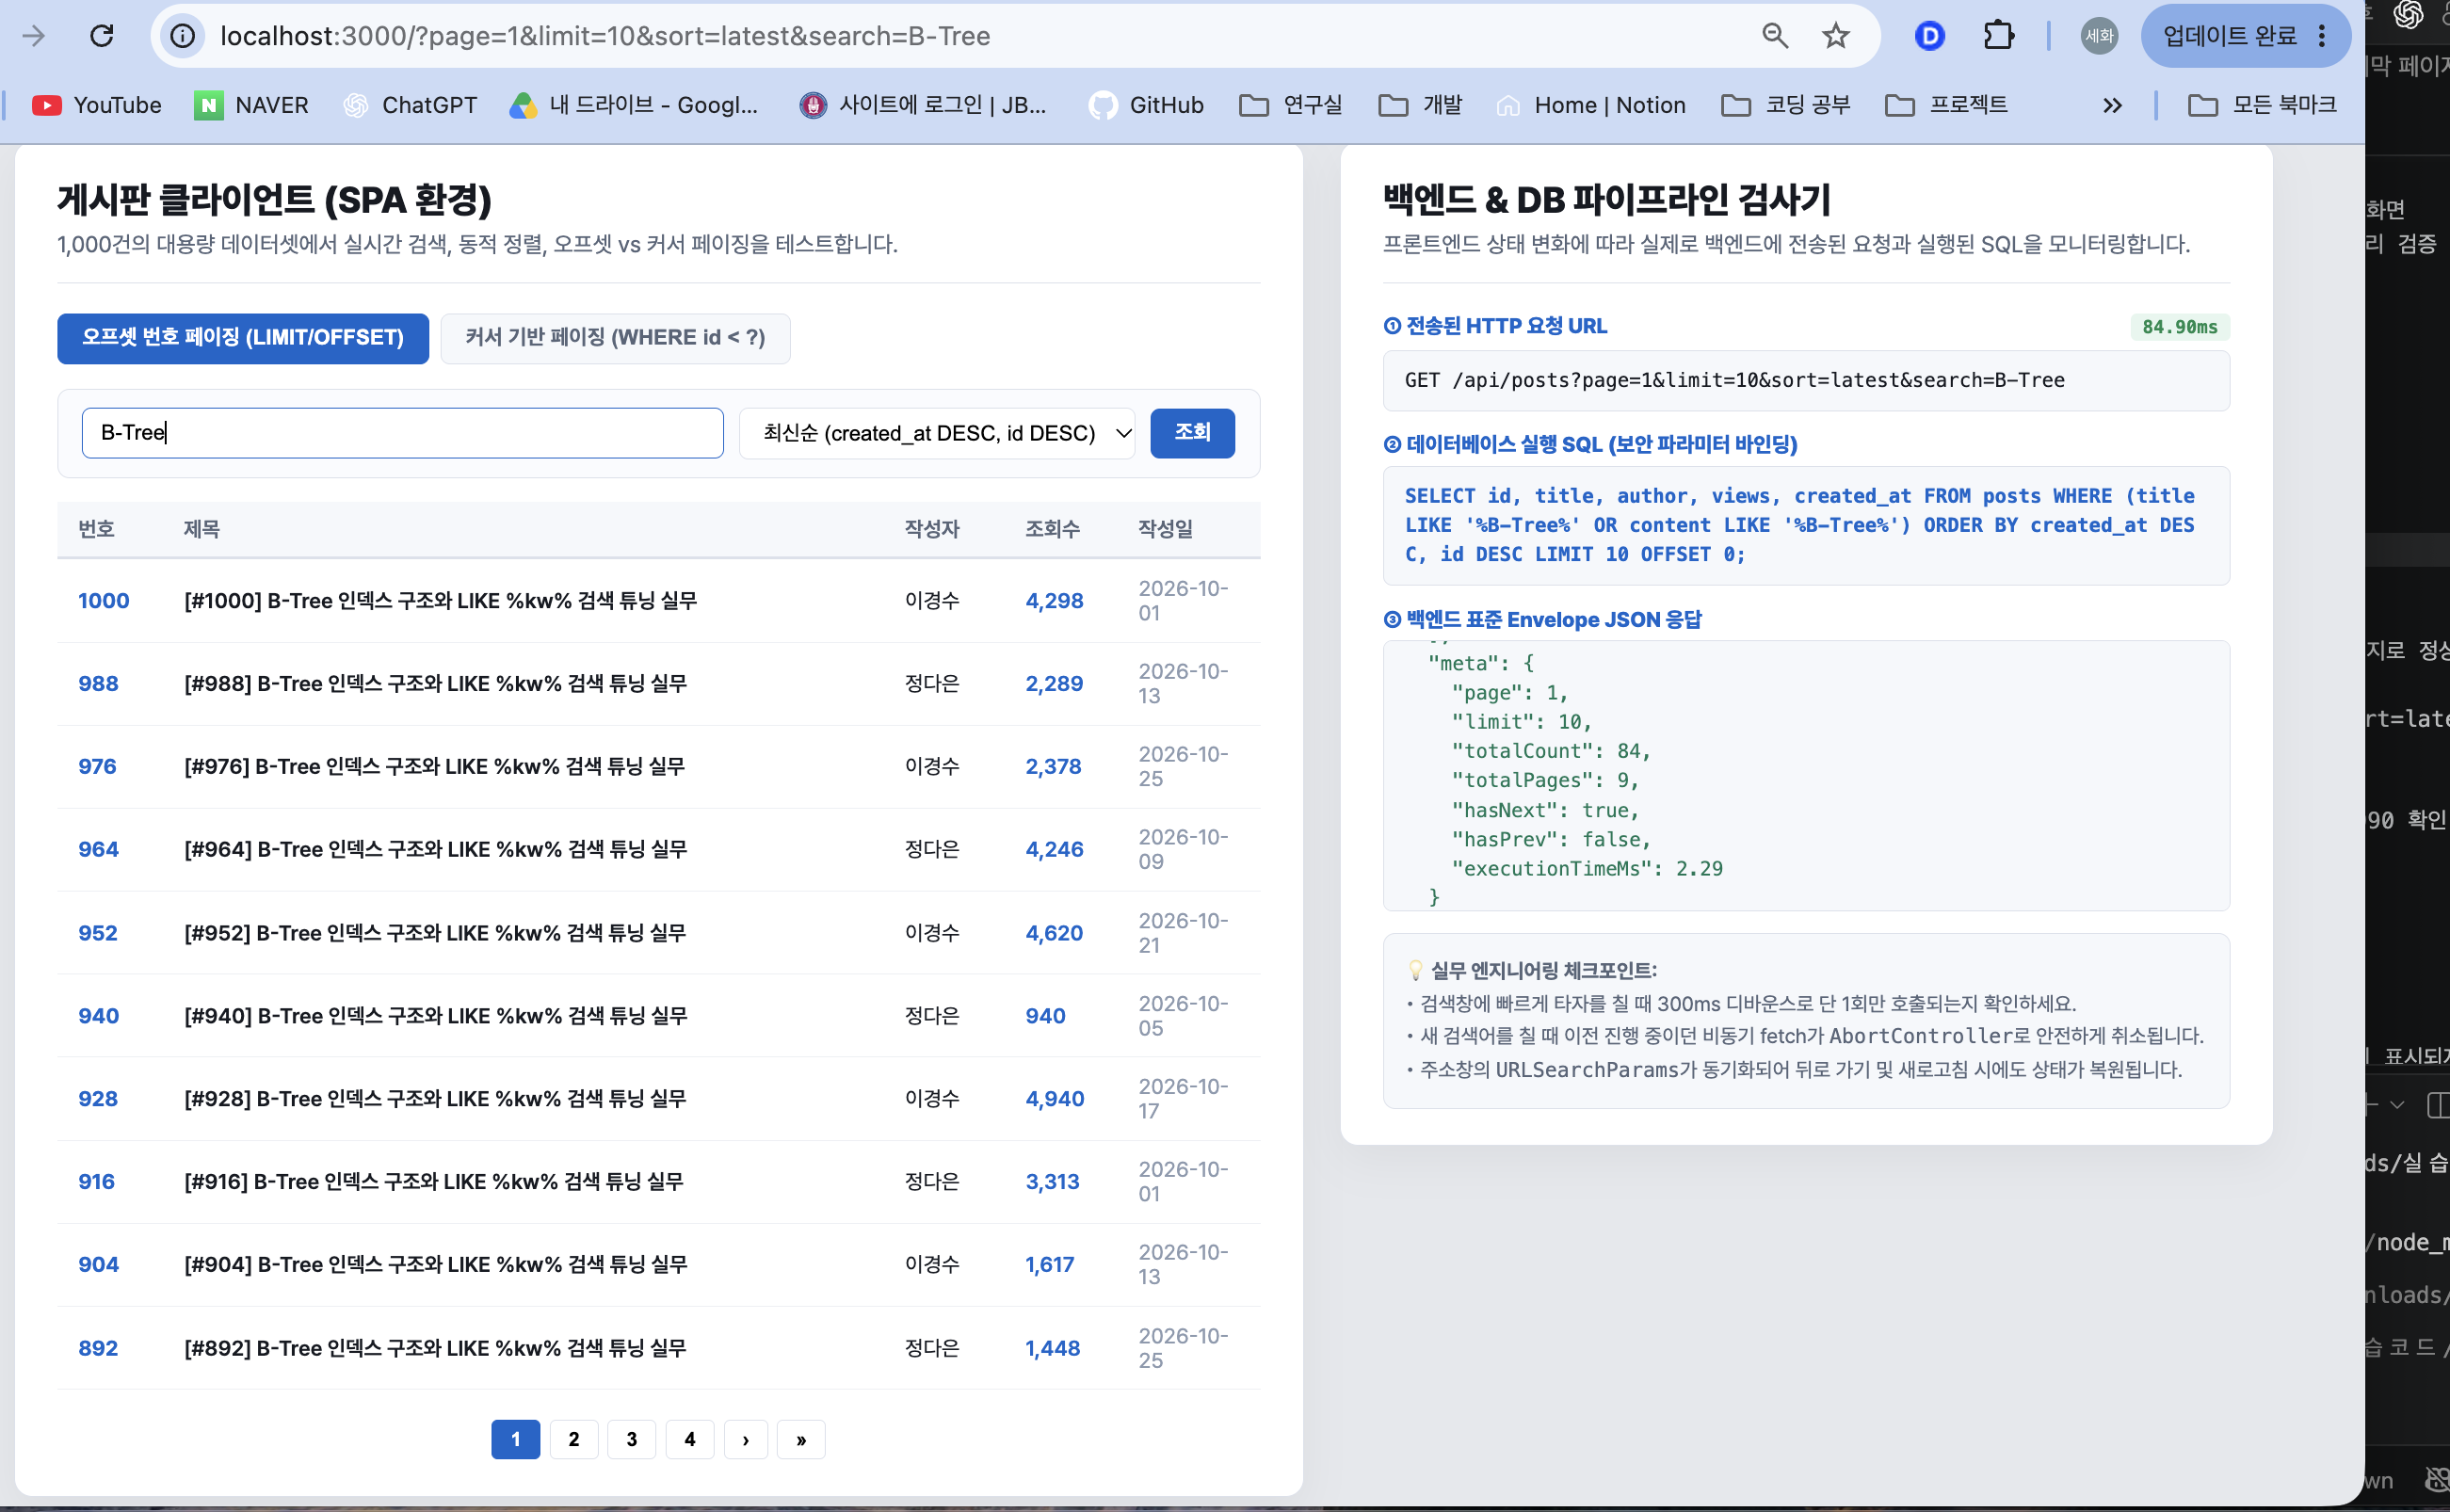 localhost:3000/?page=1&limit=10&sort=latest&search=B-Tree
세화
업데이트 완료
YouTube
NAVER
ChatGPT
내 드라이브 - Googl...
사이트에 로그인 | JB...
GitHub
연구실
개발
Home | Notion
코딩 공부
프로젝트
모든 북마크
게시판 클라이언트 (SPA 환경)
1,000건의 대용량 데이터셋에서 실시간 검색, 동적 정렬, 오프셋 vs 커서 페이징을 테스트합니다.
오프셋 번호 페이징 (LIMIT/OFFSET)
커서 기반 페이징 (WHERE id < ?)
B-Tree
최신순 (created_at DESC, id DESC)
조회
번호 제목 작성자 조회수 작성일
1000 [#1000] B-Tree 인덱스 구조와 LIKE %kw% 검색 튜닝 실무 이경수 4,298 2026-10-
01
988 [#988] B-Tree 인덱스 구조와 LIKE %kw% 검색 튜닝 실무 정다은 2,289 2026-10-
13
976 [#976] B-Tree 인덱스 구조와 LIKE %kw% 검색 튜닝 실무 이경수 2,378 2026-10-
25
964 [#964] B-Tree 인덱스 구조와 LIKE %kw% 검색 튜닝 실무 정다은 4,246 2026-10-
09
952 [#952] B-Tree 인덱스 구조와 LIKE %kw% 검색 튜닝 실무 이경수 4,620 2026-10-
21
940 [#940] B-Tree 인덱스 구조와 LIKE %kw% 검색 튜닝 실무 정다은 940 2026-10-
05
928 [#928] B-Tree 인덱스 구조와 LIKE %kw% 검색 튜닝 실무 이경수 4,940 2026-10-
17
916 [#916] B-Tree 인덱스 구조와 LIKE %kw% 검색 튜닝 실무 정다은 3,313 2026-10-
01
904 [#904] B-Tree 인덱스 구조와 LIKE %kw% 검색 튜닝 실무 이경수 1,617 2026-10-
13
892 [#892] B-Tree 인덱스 구조와 LIKE %kw% 검색 튜닝 실무 정다은 1,448 2026-10-
25
1 2 3 4 › »
백엔드 & DB 파이프라인 검사기
프론트엔드 상태 변화에 따라 실제로 백엔드에 전송된 요청과 실행된 SQL을 모니터링합니다.
① 전송된 HTTP 요청 URL
84.90ms
GET /api/posts?page=1&limit=10&sort=latest&search=B-Tree
② 데이터베이스 실행 SQL (보안 파라미터 바인딩)
SELECT id, title, author, views, created_at FROM posts WHERE (title
LIKE '%B-Tree%' OR content LIKE '%B-Tree%') ORDER BY created_at DES
C, id DESC LIMIT 10 OFFSET 0;
③ 백엔드 표준 Envelope JSON 응답
"meta": {
"page": 1,
"limit": 10,
"totalCount": 84,
"totalPages": 9,
"hasNext": true,
"hasPrev": false,
"executionTimeMs": 2.29
}
💡 실무 엔지니어링 체크포인트:
• 검색창에 빠르게 타자를 칠 때 300ms 디바운스로 단 1회만 호출되는지 확인하세요.
• 새 검색어를 칠 때 이전 진행 중이던 비동기 fetch가 AbortController로 안전하게 취소됩니다.
• 주소창의 URLSearchParams가 동기화되어 뒤로 가기 및 새로고침 시에도 상태가 복원됩니다.
화면
리 검증
지로
90 확인
ds/실 습
습 코 드 /